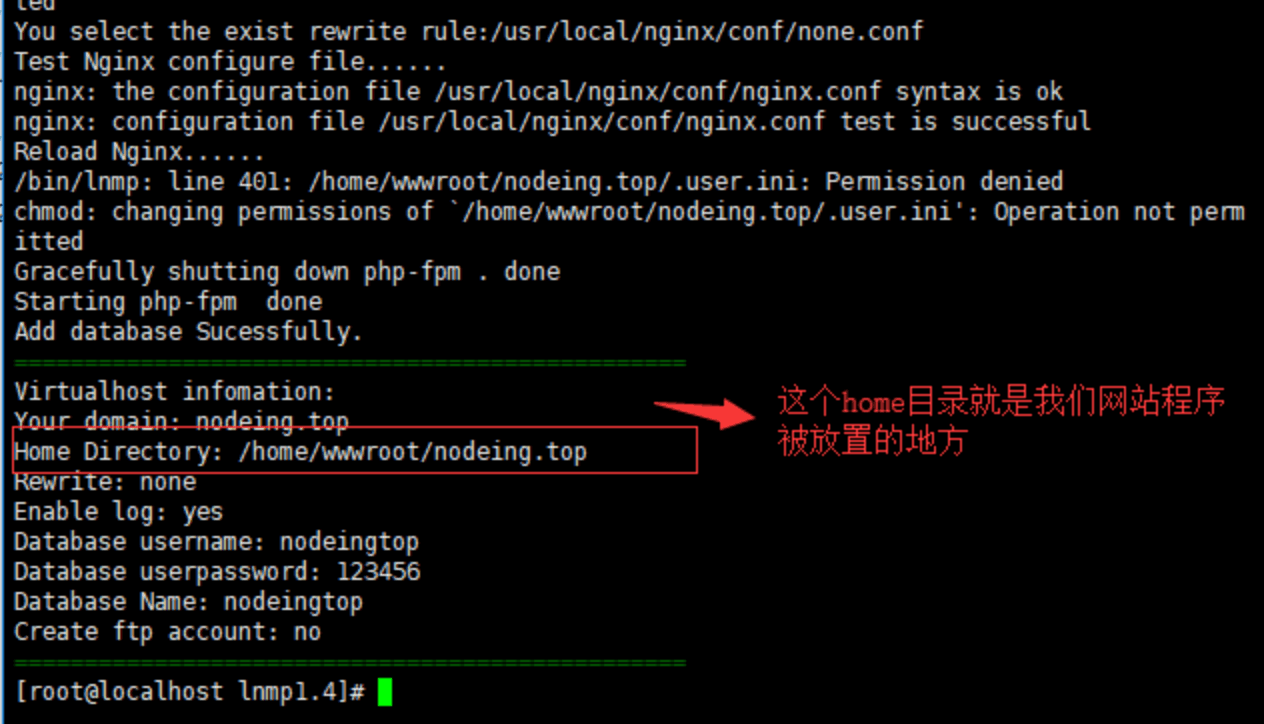 ted
You select the exist rewrite rule:/usr/local/nginx/conf/none.conf
Test Nginx configure file......
nginx: the configuration file /usr/local/nginx/conf/nginx.conf syntax is ok
nginx: configuration file /usr/local/nginx/conf/nginx.conf test is successful
Reload Nginx......
/bin/lnmp: line 401: /home/wwwroot/nodeing.top/.user.ini: Permission denied
chmod: changing permissions of `/home/wwwroot/nodeing.top/.user.ini': Operation not perm
itted
Gracefully shutting down php-fpm . done
Starting php-fpm  done
Add database Sucessfully.
================================================
Virtualhost infomation:
Your domain: nodeing.top
Home Directory: /home/wwwroot/nodeing.top
这个home目录就是我们网站程序
被放置的地方
Rewrite: none
Enable log: yes
Database username: nodeingtop
Database userpassword: 123456
Database Name: nodeingtop
Create ftp account: no
================================================
[root@localhost lnmp1.4]#